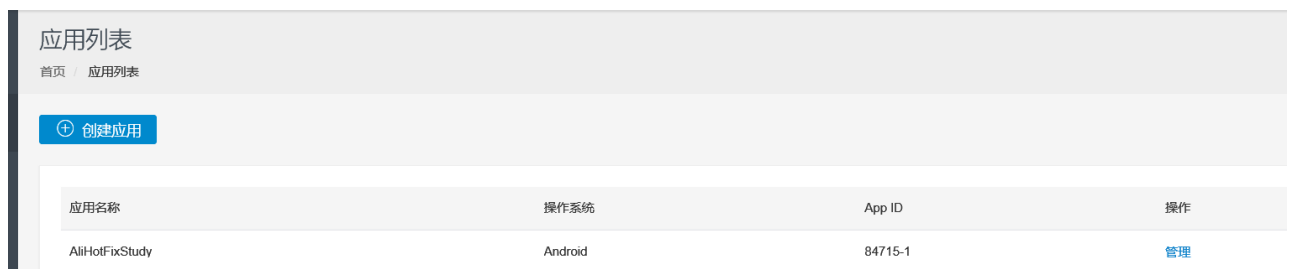 应用列表
首页 / 应用列表
创建应用
应用名称 操作系统 App ID 操作
AliHotFixStudy Android 84715-1 管理